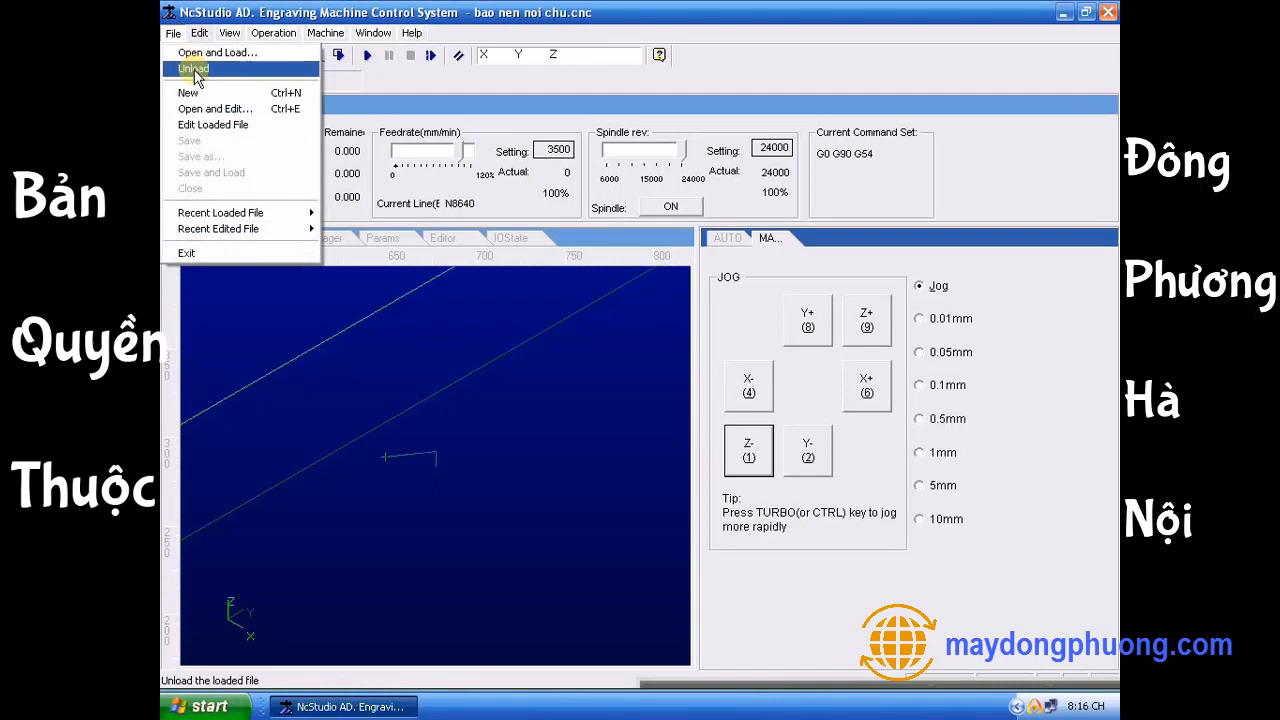 NcStudio AD. Engraving Machine Control System - bao nen noi chu.cnc
File Edit View Operation Machine Window Help
X Y Z
Open and Load...
Unload
New Ctrl+N
Open and Edit... Ctrl+E
Edit Loaded File
Save
Save as...
Save and Load
Close
Recent Loaded File
Recent Edited File
Exit
Remaine
0.000
0.000
0.000
Feedrate(mm/min)
Setting: 3500
Actual: 0
0 120%
100%
Current Line(E N8640
Spindle rev:
Setting: 24000
6000 15000 24000
Actual: 24000
100%
Spindle: ON
Current Command Set:
G0 G90 G54
ager Params Editor IOState
650 700 750 800
300
250
200
Z
Y
X
AUTO MA...
JOG
Y+
(8)
Z+
(9)
X-
(4)
X+
(6)
Z-
(1)
Y-
(2)
Tip:
Press TURBO(or CTRL) key to jog
more rapidly
Jog
0.01mm
0.05mm
0.1mm
0.5mm
1mm
5mm
10mm
Unload the loaded file
start NcStudio AD. Engravi... 8:16 CH
Bản
Quyền
Thuộc
Đông
Phương
Hà
Nội
maydongphuong.com